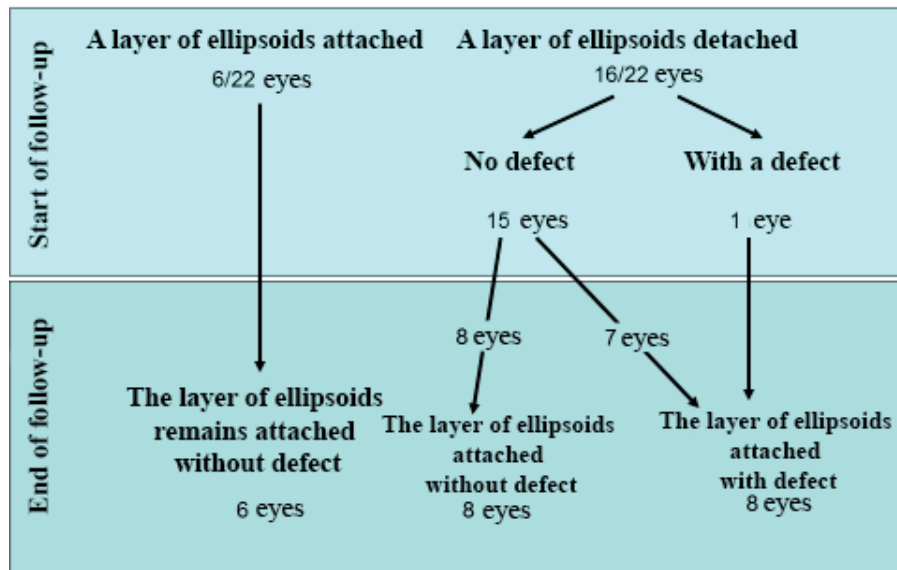 Start of follow-up
A layer of ellipsoids attached
6/22 eyes
A layer of ellipsoids detached
16/22 eyes
No defect
With a defect
15 eyes
1 eye
End of follow-up
8 eyes
7 eyes
The layer of ellipsoids
remains attached
without defect
6 eyes
The layer of ellipsoids
attached
without defect
8 eyes
The layer of ellipsoids
attached
with defect
8 eyes